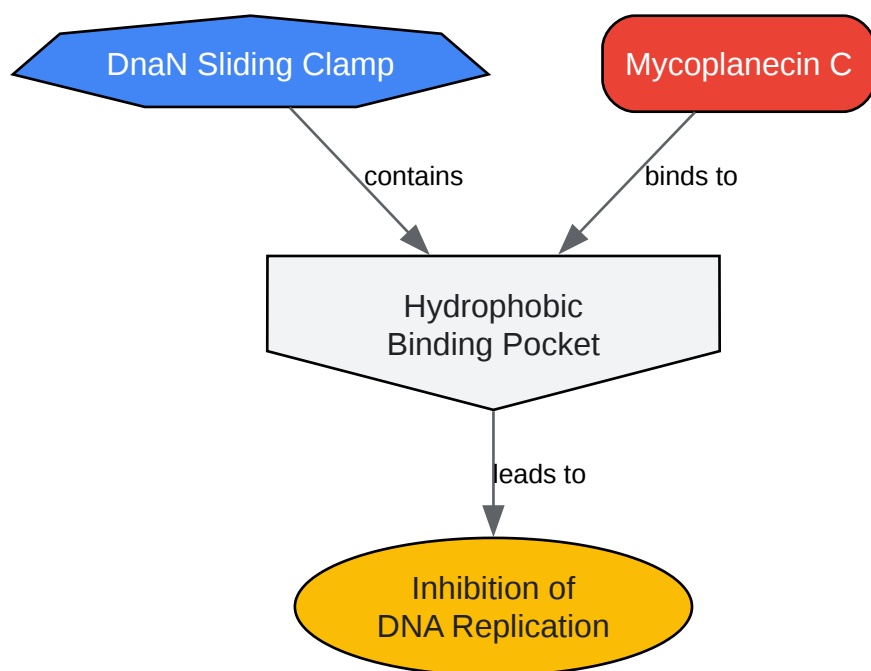 DnaN Sliding Clamp
Mycoplanecin C
contains
binds to
Hydrophobic
Binding Pocket
leads to
Inhibition of
DNA Replication